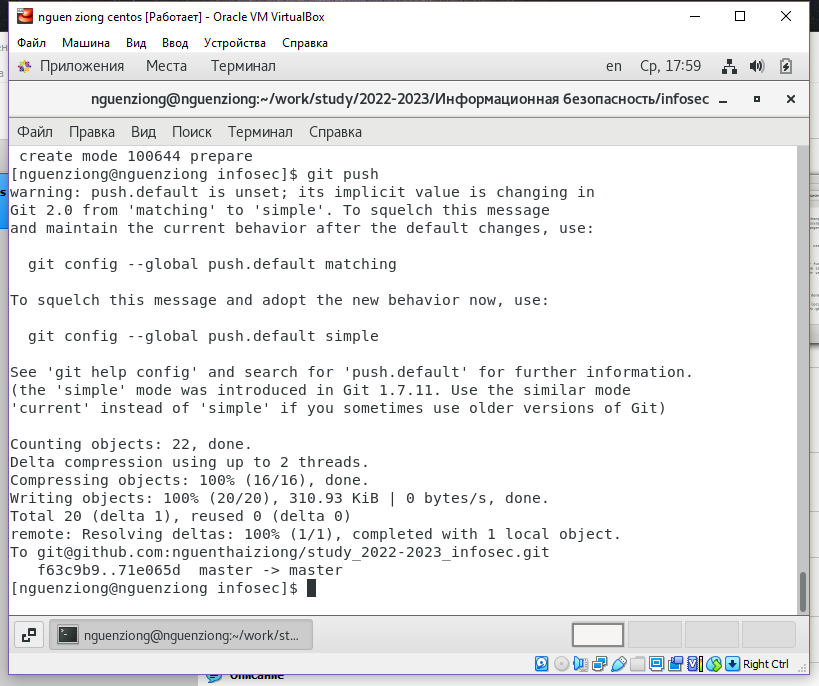 nguen ziong centos [Работает] - Oracle VM VirtualBox
Файл Машина Вид Ввод Устройства Справка
Приложения Места Терминал en Ср, 17:59
nguenziong@nguenziong:~/work/study/2022-2023/Информационная безопасность/infosec
Файл Правка Вид Поиск Терминал Справка
create mode 100644 prepare
[nguenziong@nguenziong infosec]$ git push
warning: push.default is unset; its implicit value is changing in
Git 2.0 from 'matching' to 'simple'. To squelch this message
and maintain the current behavior after the default changes, use:
git config --global push.default matching
To squelch this message and adopt the new behavior now, use:
git config --global push.default simple
See 'git help config' and search for 'push.default' for further information.
(the 'simple' mode was introduced in Git 1.7.11. Use the similar mode
'current' instead of 'simple' if you sometimes use older versions of Git)
Counting objects: 22, done.
Delta compression using up to 2 threads.
Compressing objects: 100% (16/16), done.
Writing objects: 100% (20/20), 310.93 KiB | 0 bytes/s, done.
Total 20 (delta 1), reused 0 (delta 0)
remote: Resolving deltas: 100% (1/1), completed with 1 local object.
To git@github.com:nguenthaiziong/study_2022-2023_infosec.git
f63c9b9..71e065d master -> master
[nguenziong@nguenziong infosec]$
nguenziong@nguenziong:~/work/st...
Right Ctrl
Описание